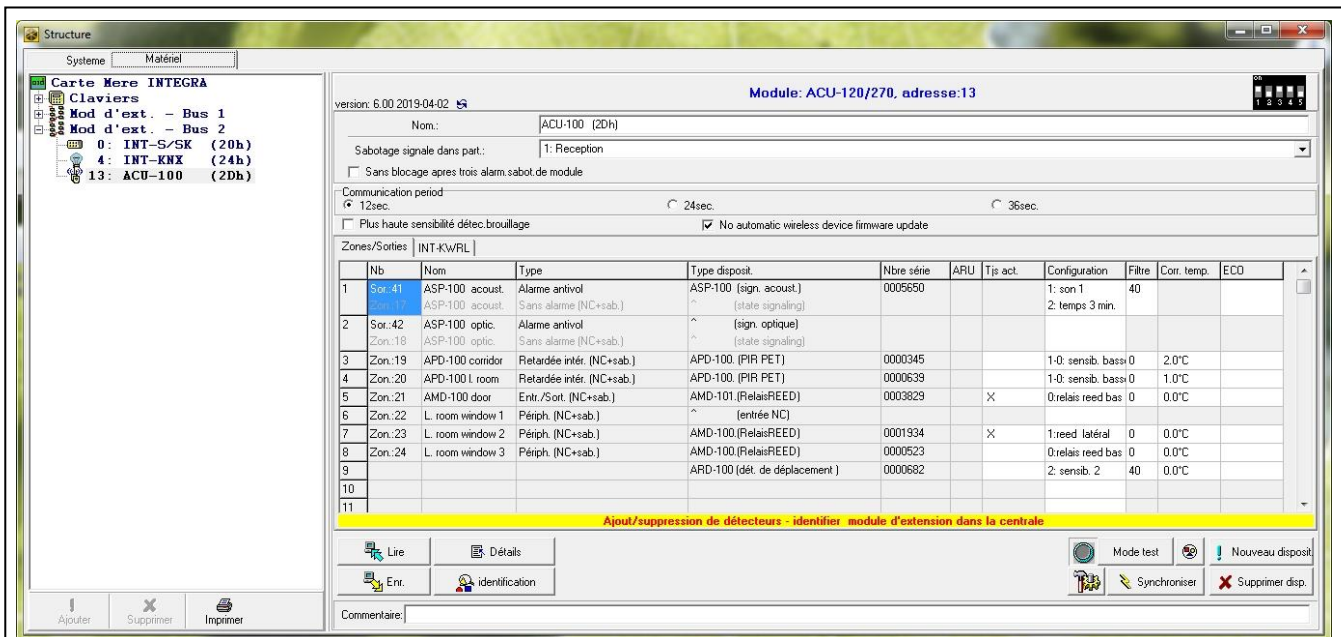 Structure
Systeme Matériel
Carte Mere INTEGRA
Claviers
Mod d'ext. - Bus 1
Mod d'ext. - Bus 2
0: INT-S/SK (20h)
4: INT-KNX (24h)
13: ACU-100 (2Dh)
Ajouter Supprimer Imprimer
Module: ACU-120/270, adresse:13
on
1 2 3 4 5
version: 6.00 2019-04-02
Nom.: ACU-100 (2Dh)
Sabotage signale dans part.: 1: Reception
Sans blocage apres trois alarm.sabot.de module
Communication period
12sec. 24sec. 36sec.
Plus haute sensibilité détec.brouillage No automatic wireless device firmware update
Zones/Sorties INT-KWRL
Nb Nom Type Type disposit. Nbre série ARU Tjs act. Configuration Filtre Corr. temp. ECO
1 Sor.:41 ASP-100 acoust. Alarme antivol ASP-100 (sign. acoust.) 0005650 1: son 1 40
Zon.:17 ASP-100 acoust. Sans alarme (NC+sab.) ^ (state signaling) 2: temps 3 min.
2 Sor.:42 ASP-100 optic. Alarme antivol ^ (sign. optique)
Zon.:18 ASP-100 optic. Sans alarme (NC+sab.) ^ (state signaling)
3 Zon.:19 APD-100 corridor Retardée intér. (NC+sab.) APD-100. (PIR PET) 0000345 1-0: sensib. bass 0 2.0°C
4 Zon.:20 APD-100 l. room Retardée intér. (NC+sab.) APD-100. (PIR PET) 0000639 1-0: sensib. bass 0 1.0°C
5 Zon.:21 AMD-100 door Entr./Sort. (NC+sab.) AMD-101.(RelaisREED) 0003829 X 0:relais reed bas 0 0.0°C
6 Zon.:22 L. room window 1 Périph. (NC+sab.) ^ (entrée NC)
7 Zon.:23 L. room window 2 Périph. (NC+sab.) AMD-100.(RelaisREED) 0001934 X 1:reed latéral 0 0.0°C
8 Zon.:24 L. room window 3 Périph. (NC+sab.) AMD-100.(RelaisREED) 0000523 0:relais reed bas 0 0.0°C
9 ARD-100 (dét. de déplacement ) 0000682 2: sensib. 2 40 0.0°C
10
11
Ajout/suppression de détecteurs - identifier module d'extension dans la centrale
Lire Détails Mode test Nouveau disposit
Enr. identification Synchroniser Supprimer disp.
Commentaire: